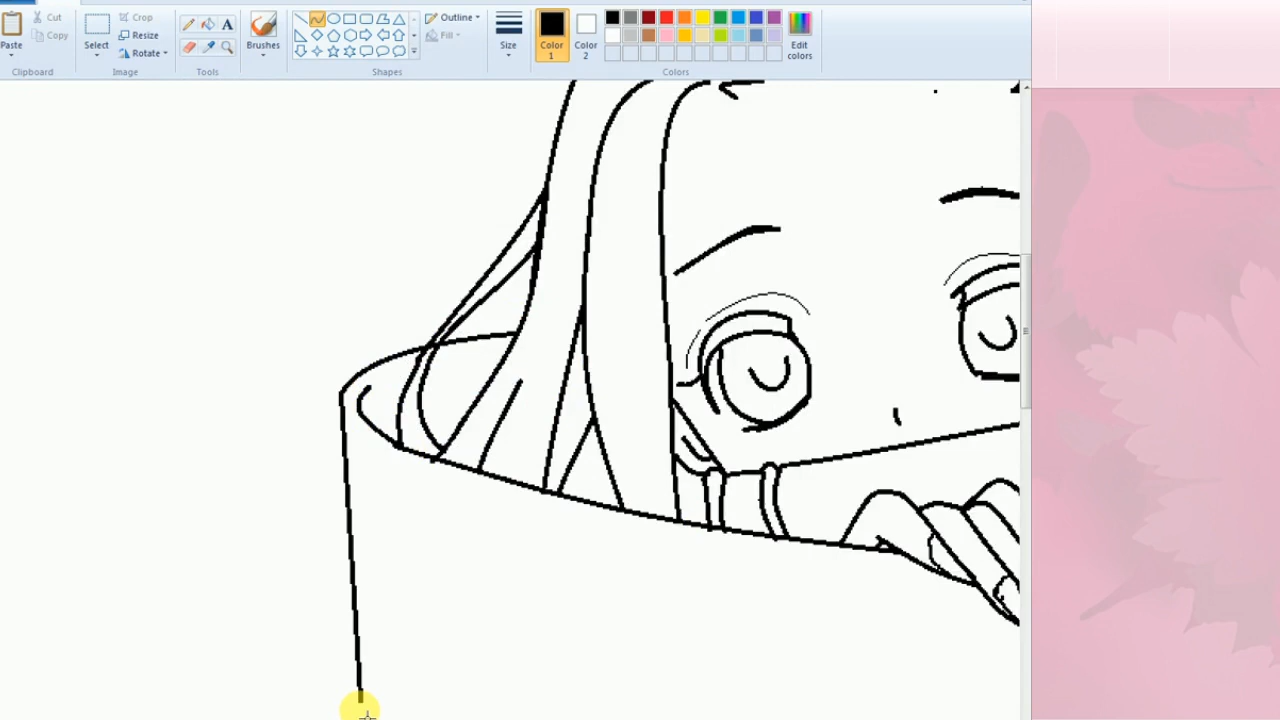 Cut
Copy
Paste
Clipboard
Select
Crop
Resize
Rotate
Image
A
Tools
Brushes
Outline
Fill
Shapes
Size
Color
1
Color
2
Edit
colors
Colors